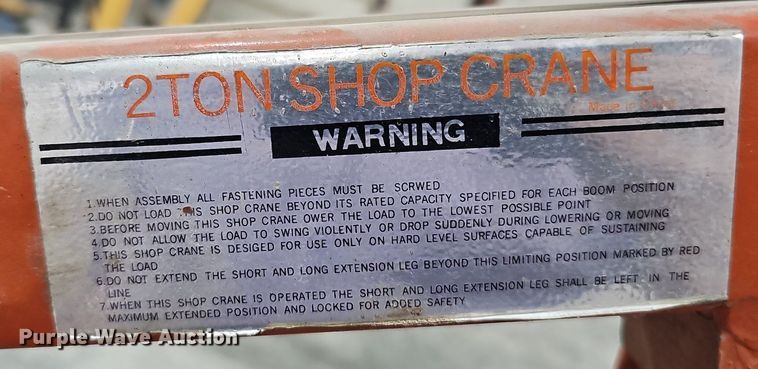 2TON SHOP CRANE
Made in China
WARNING
1.WHEN ASSEMBLY ALL FASTENING PIECES MUST BE SCRWED
2.DO NOT LOAD THIS SHOP CRANE BEYOND ITS RATED CAPACITY SPECIFIED FOR EACH BOOM POSITION
3.BEFORE MOVING THIS SHOP CRANE OWER THE LOAD TO THE LOWEST POSSIBLE POINT
4.DO NOT ALLOW THE LOAD TO SWING VIOLENTLY OR DROP SUDDENLY DURING LOWERING OR MOVING
5.THIS SHOP CRANE IS DESIGED FOR USE ONLY ON HARD LEVEL SURFACES CAPABLE OF SUSTAINING
THE LOAD
6.DO NOT EXTEND THE SHORT AND LONG EXTENSION LEG BEYOND THIS LIMITING POSITION MARKED BY RED
LINE
7.WHEN THIS SHOP CRANE IS OPERATED THE SHORT AND LONG EXTENSION LEG SHALL BE LEFT IN THE
MAXIMUM EXTENDED POSITION AND LOCKED FOR ADDED SAFETY
Purple Wave Auction